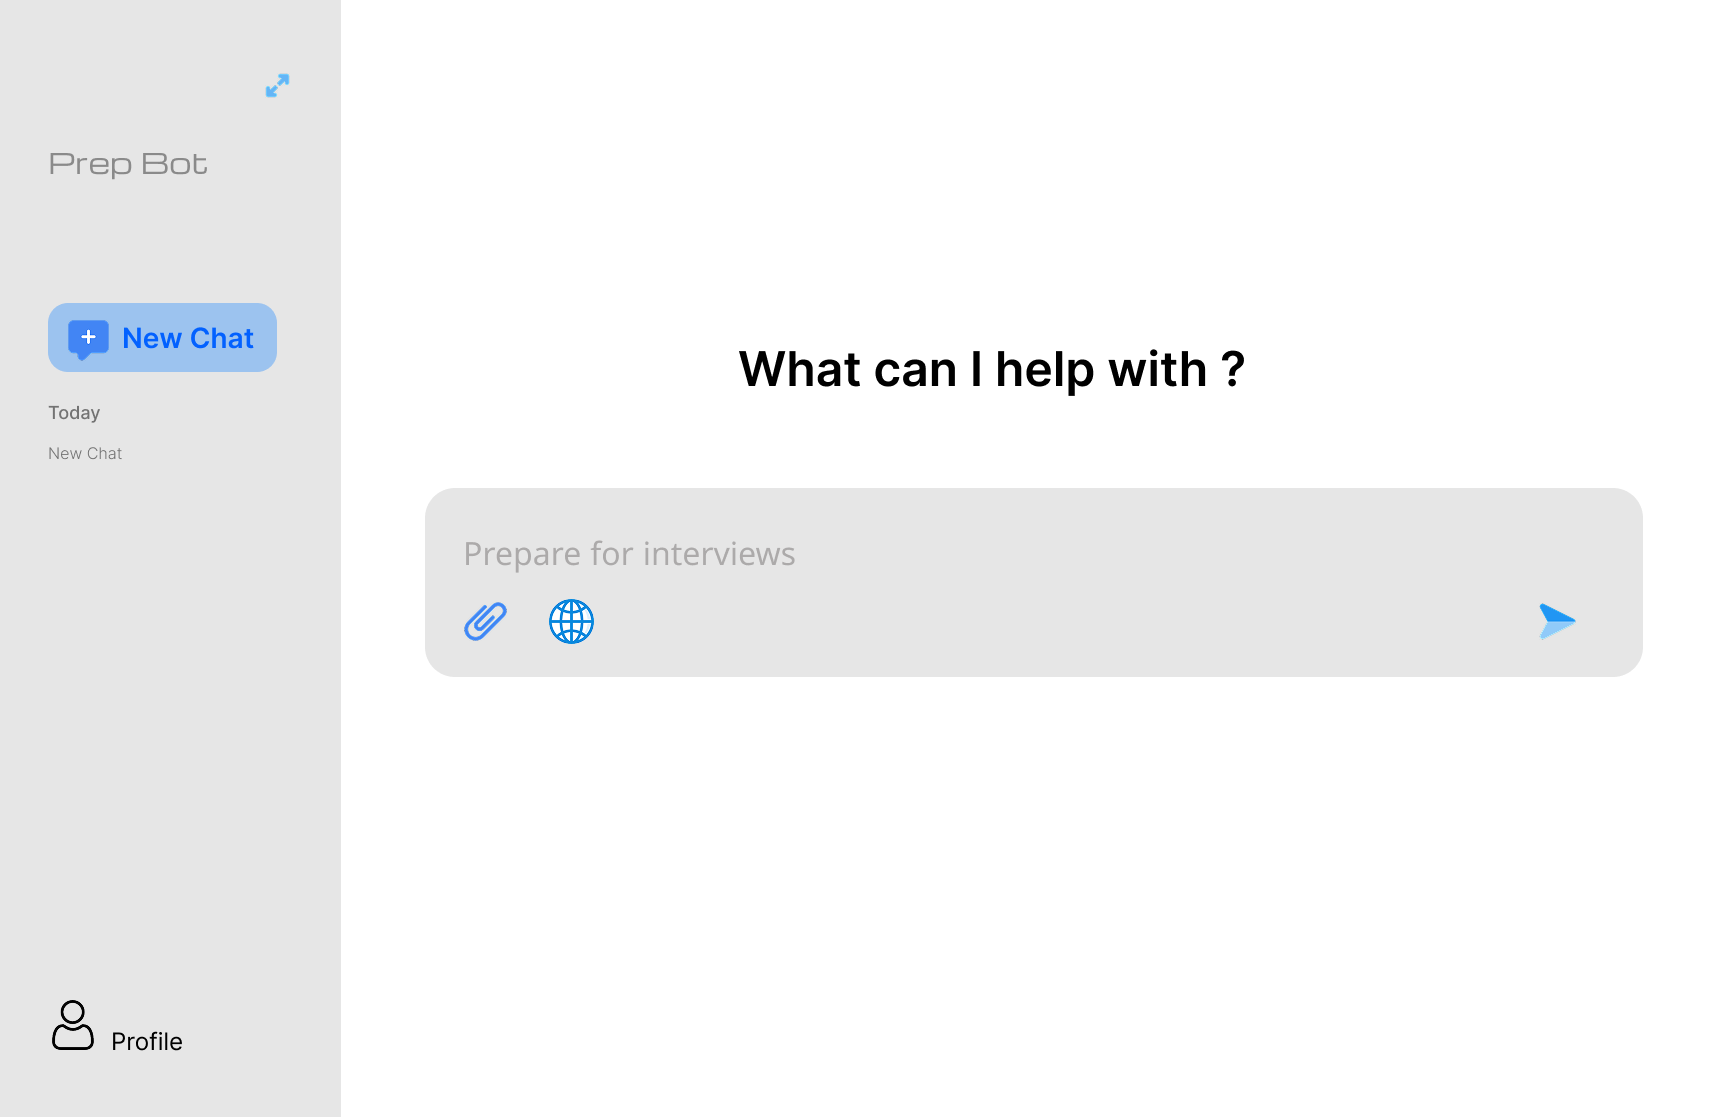 Prep Bot
New Chat
Today
New Chat
Profile
What can I help with ?
Prepare for interviews